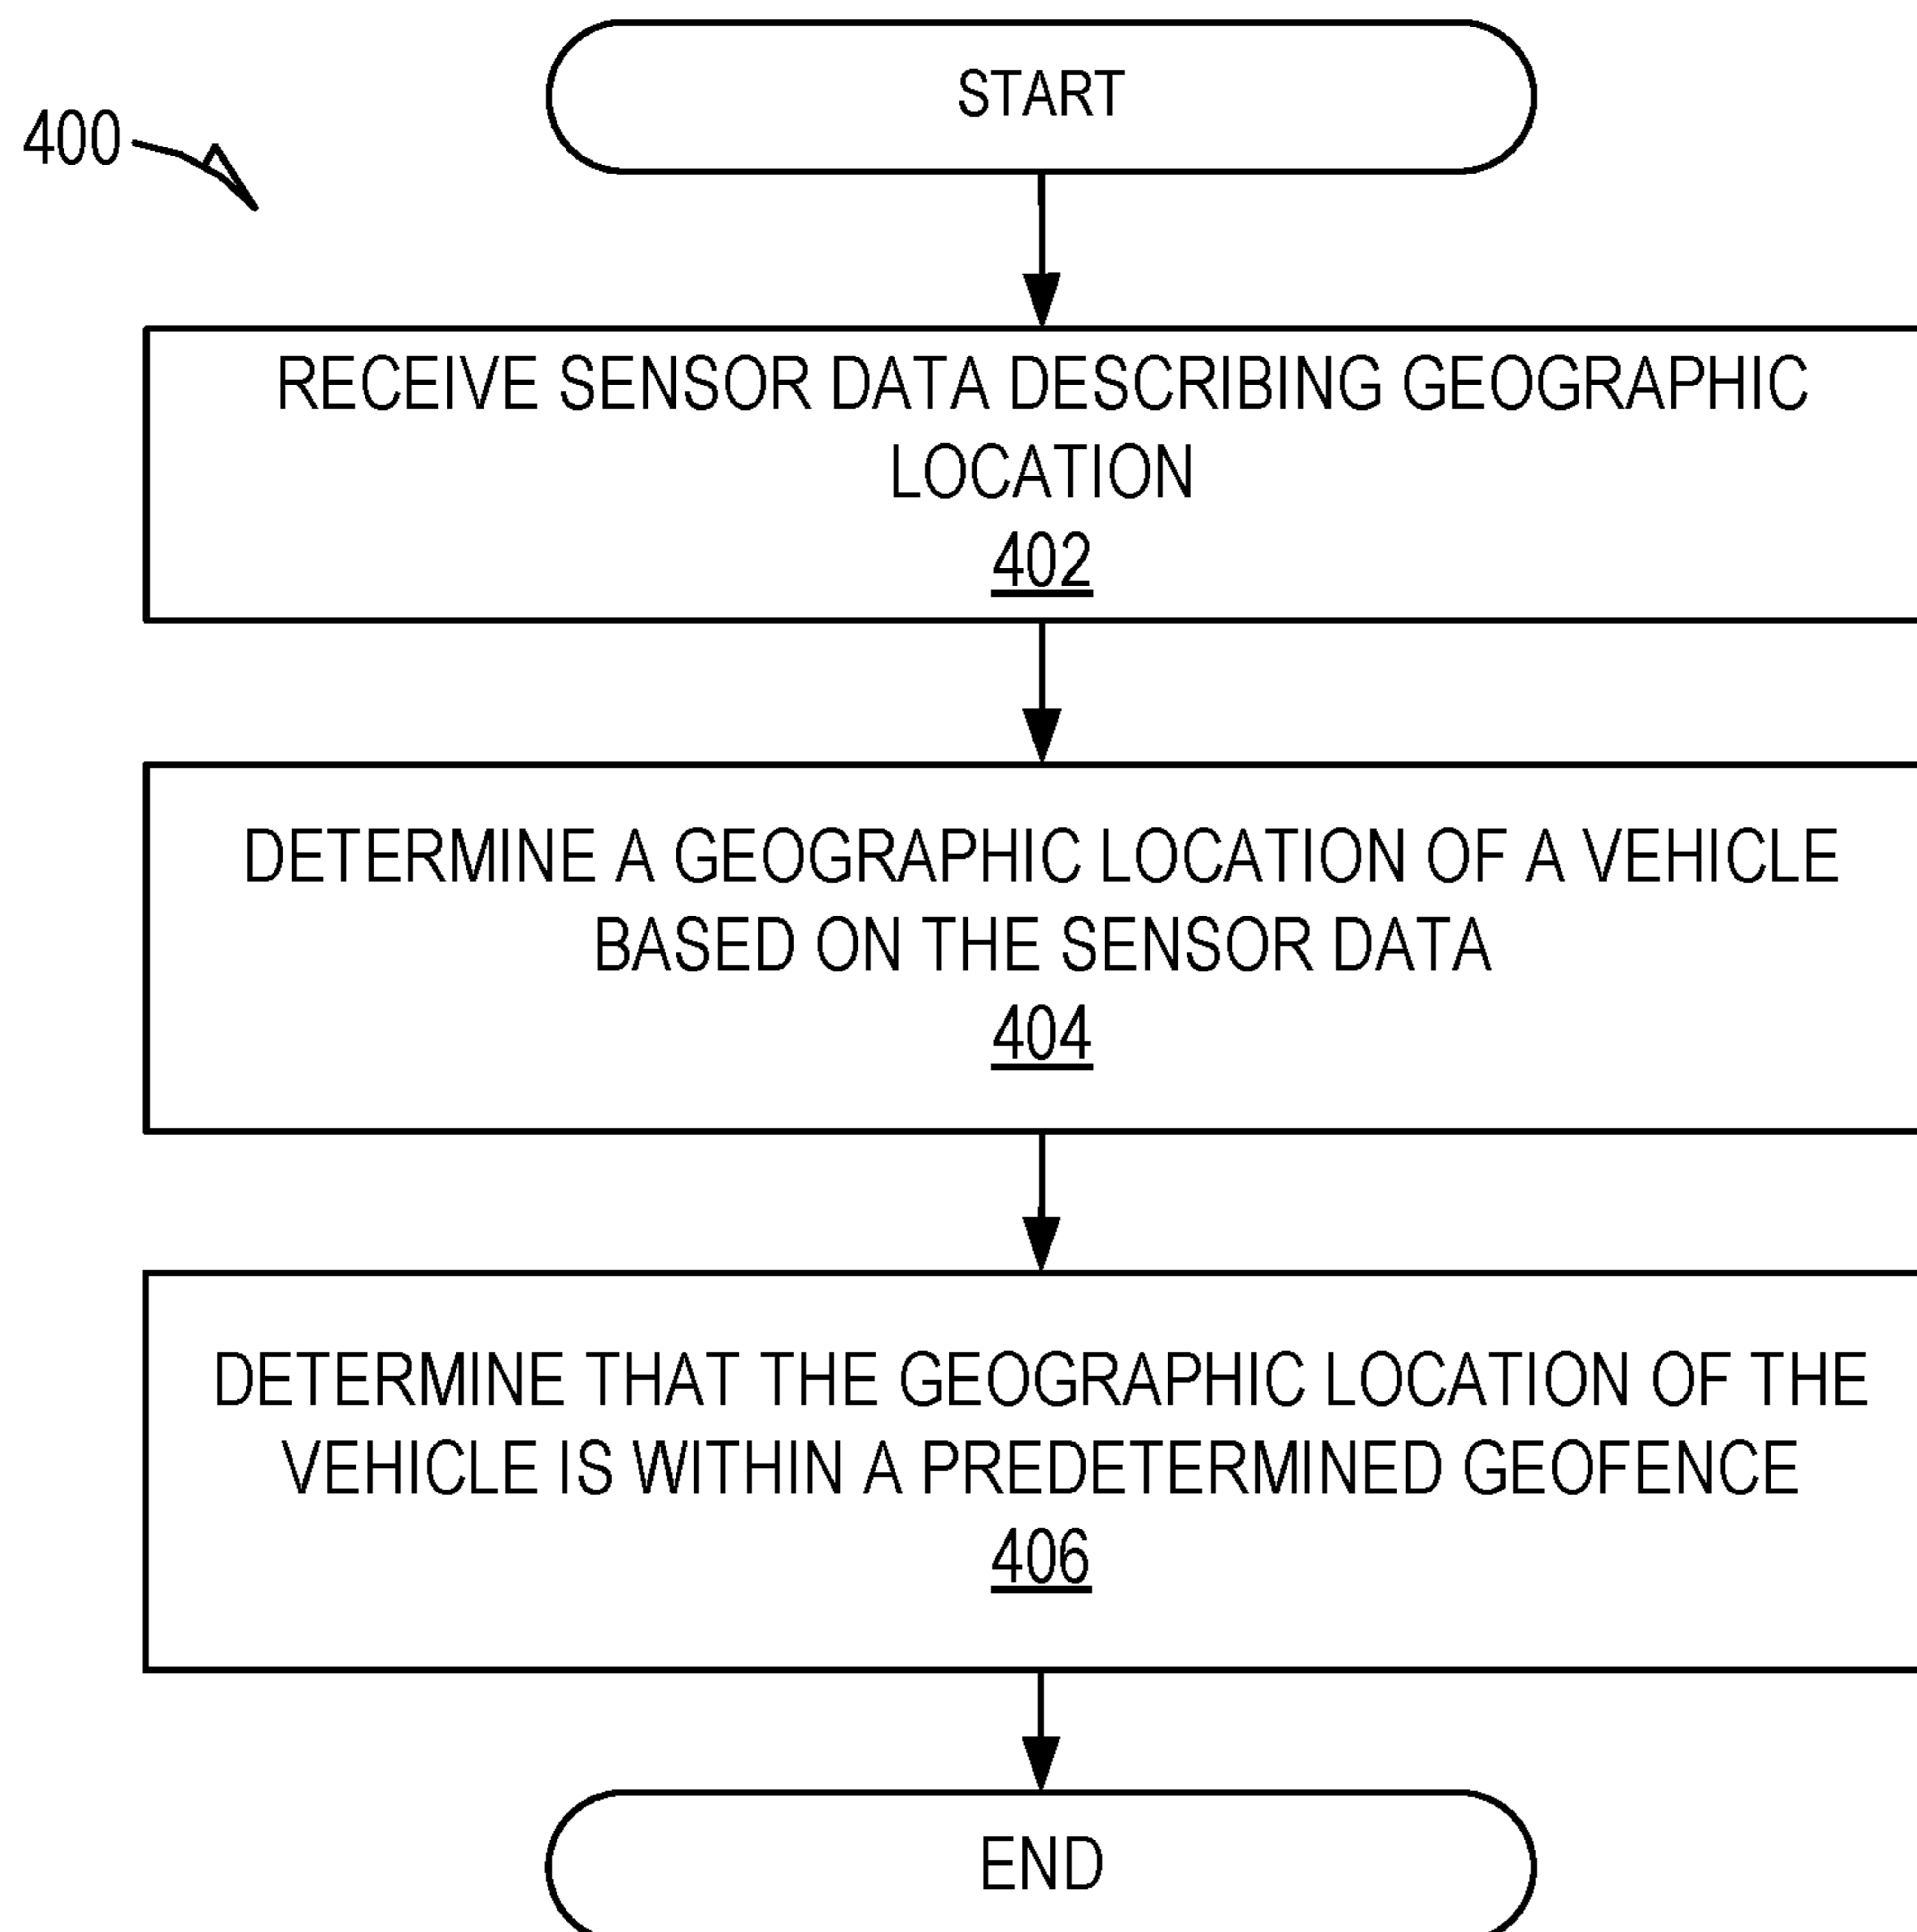 START
400
RECEIVE SENSOR DATA DESCRIBING GEOGRAPHIC
LOCATION
402
DETERMINE A GEOGRAPHIC LOCATION OF A VEHICLE
BASED ON THE SENSOR DATA
404
DETERMINE THAT THE GEOGRAPHIC LOCATION OF THE
VEHICLE IS WITHIN A PREDETERMINED GEOFENCE
406
END